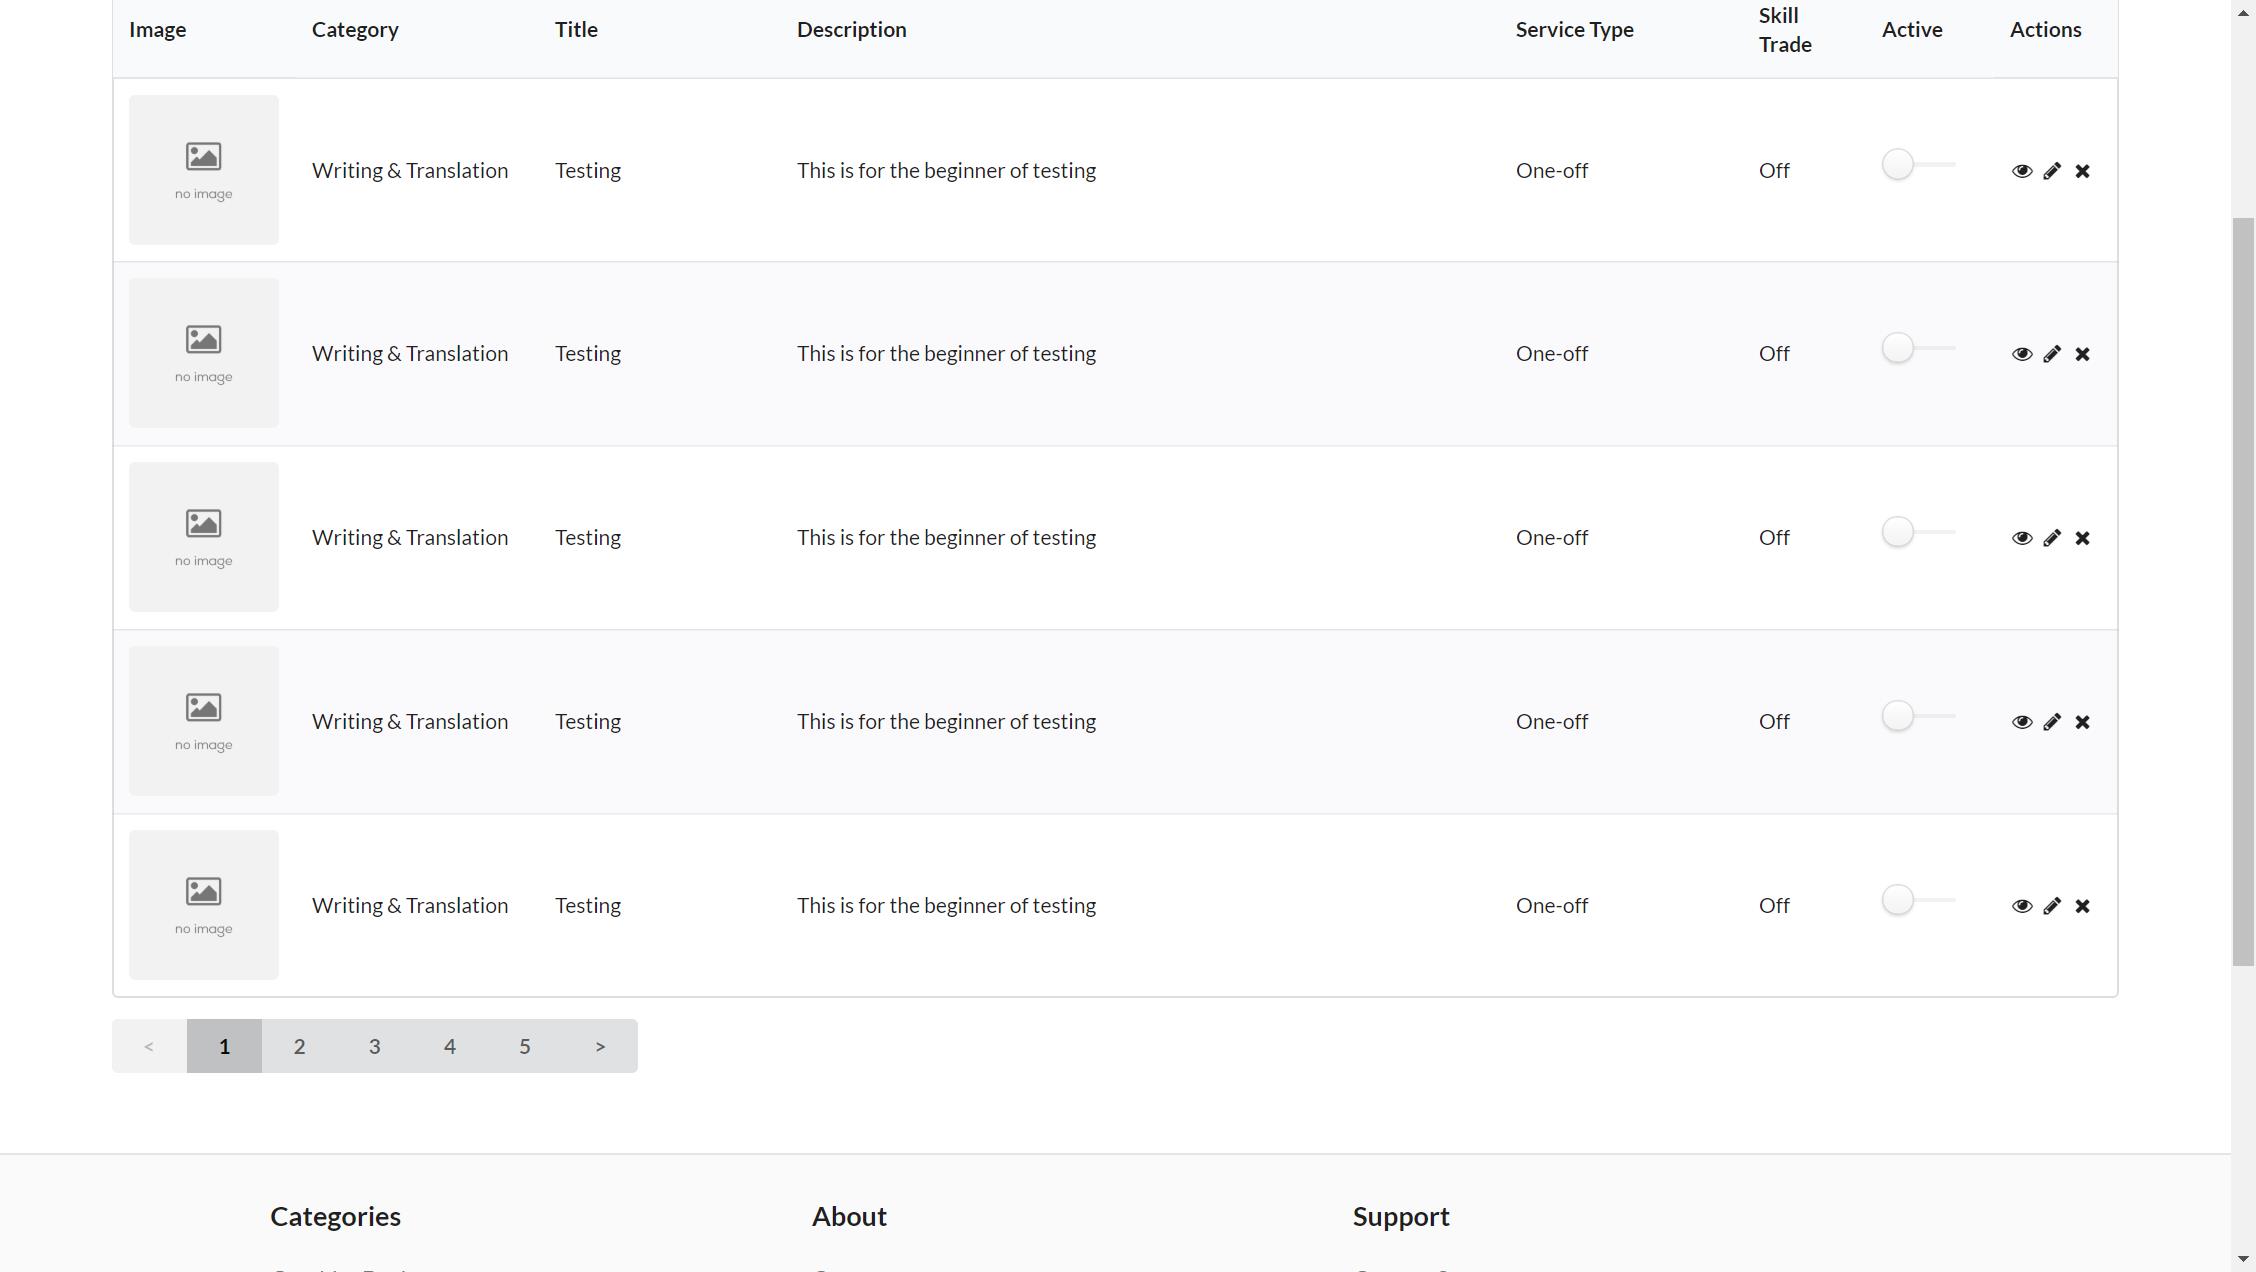 Image Category Title Description Service Type Skill Trade Active Actions
no image Writing & Translation Testing This is for the beginner of testing One-off Off
no image Writing & Translation Testing This is for the beginner of testing One-off Off
no image Writing & Translation Testing This is for the beginner of testing One-off Off
no image Writing & Translation Testing This is for the beginner of testing One-off Off
no image Writing & Translation Testing This is for the beginner of testing One-off Off
< 1 2 3 4 5 >
Categories About Support